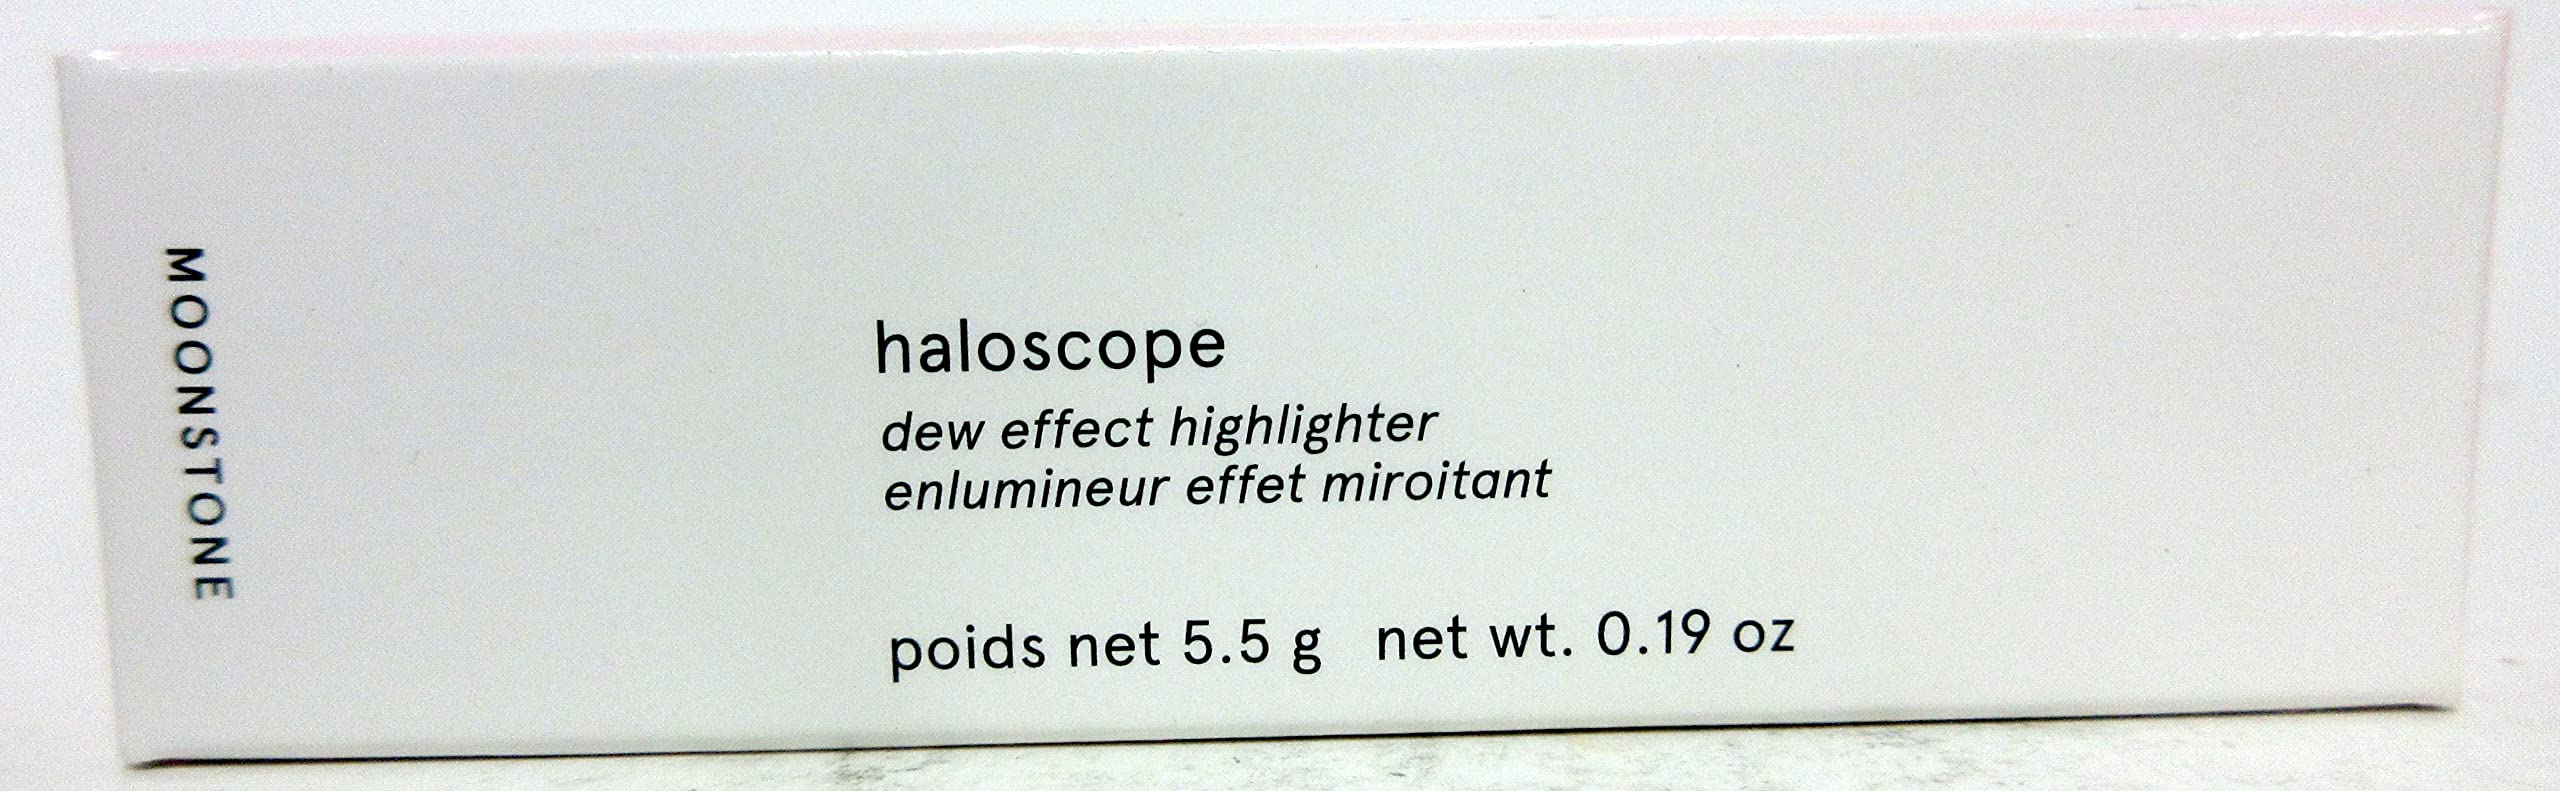 MOONSTONE
haloscope
dew effect highlighter
enlumineur effet miroitant
poids net 5.5 g net wt. 0.19 oz